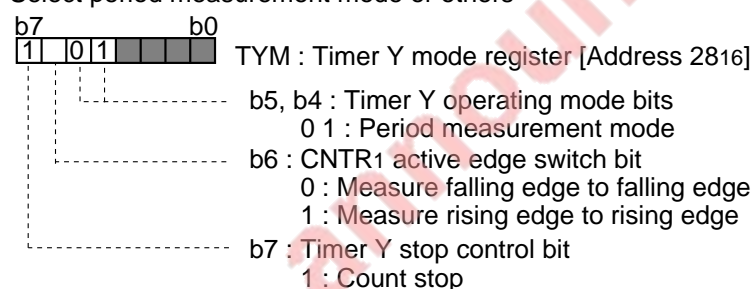 Select period measurement mode or others
b7 b0
1 0 1
TYM : Timer Y mode register [Address 2816]
b5, b4 : Timer Y operating mode bits
0 1 : Period measurement mode
b6 : CNTR1 active edge switch bit
0 : Measure falling edge to falling edge
1 : Measure rising edge to rising edge
b7 : Timer Y stop control bit
1 : Count stop